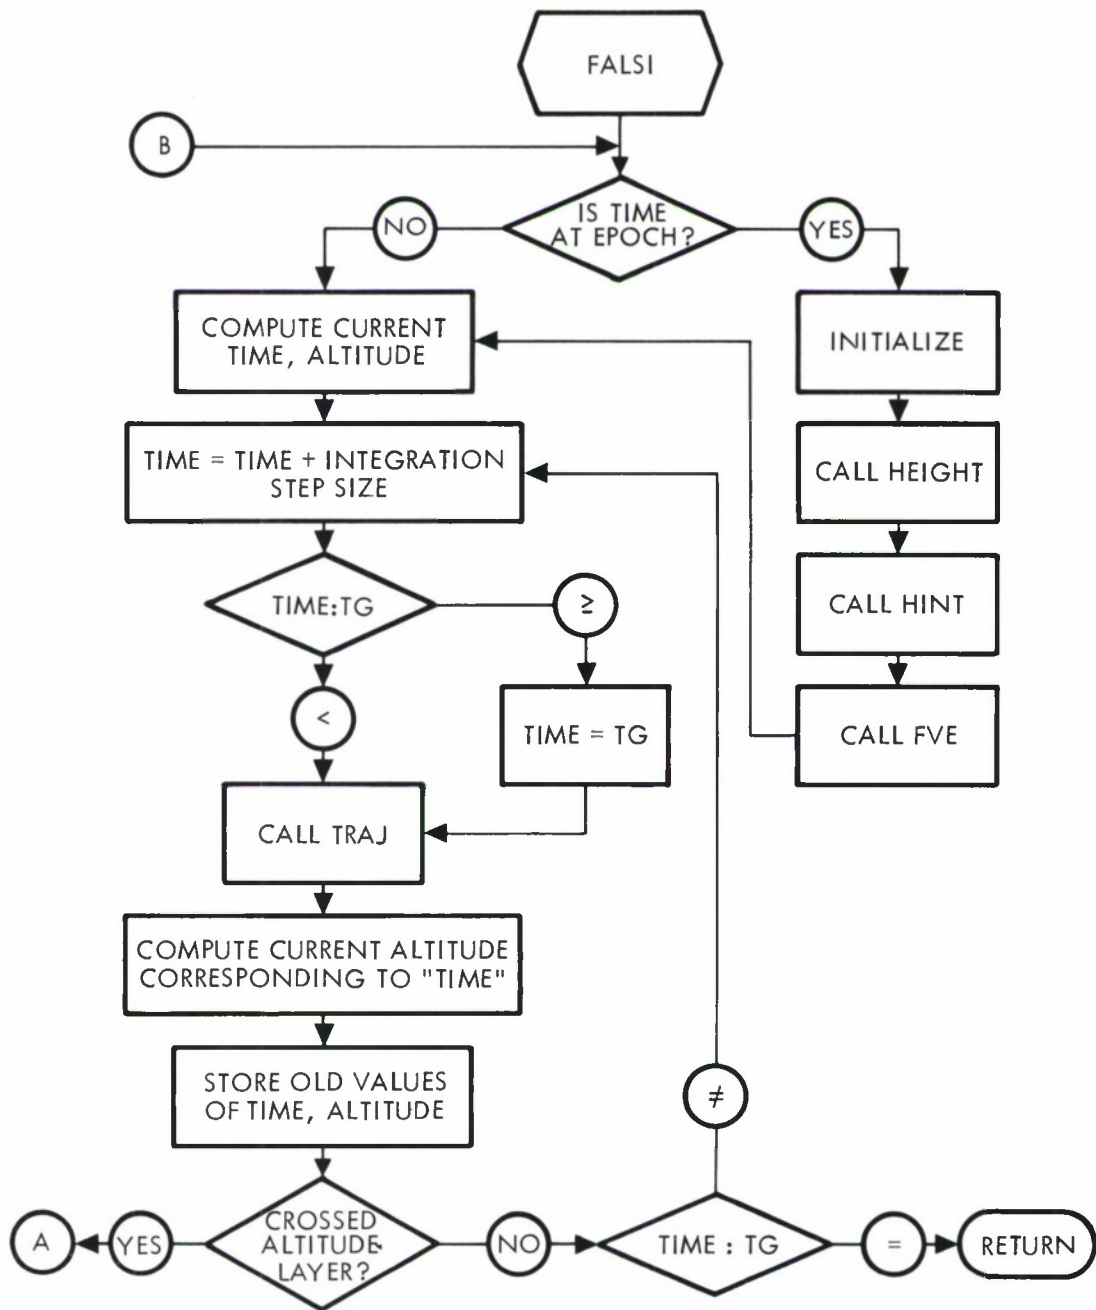 FALSI
B
IS TIME
AT EPOCH?
NO
YES
COMPUTE CURRENT
TIME, ALTITUDE
INITIALIZE
TIME = TIME + INTEGRATION
STEP SIZE
CALL HEIGHT
TIME:TG
≥
CALL HINT
<
TIME = TG
CALL FVE
CALL TRAJ
COMPUTE CURRENT ALTITUDE
CORRESPONDING TO "TIME"
STORE OLD VALUES
OF TIME, ALTITUDE
≠
A
YES
CROSSED
ALTITUDE
LAYER?
NO
TIME : TG
=
RETURN